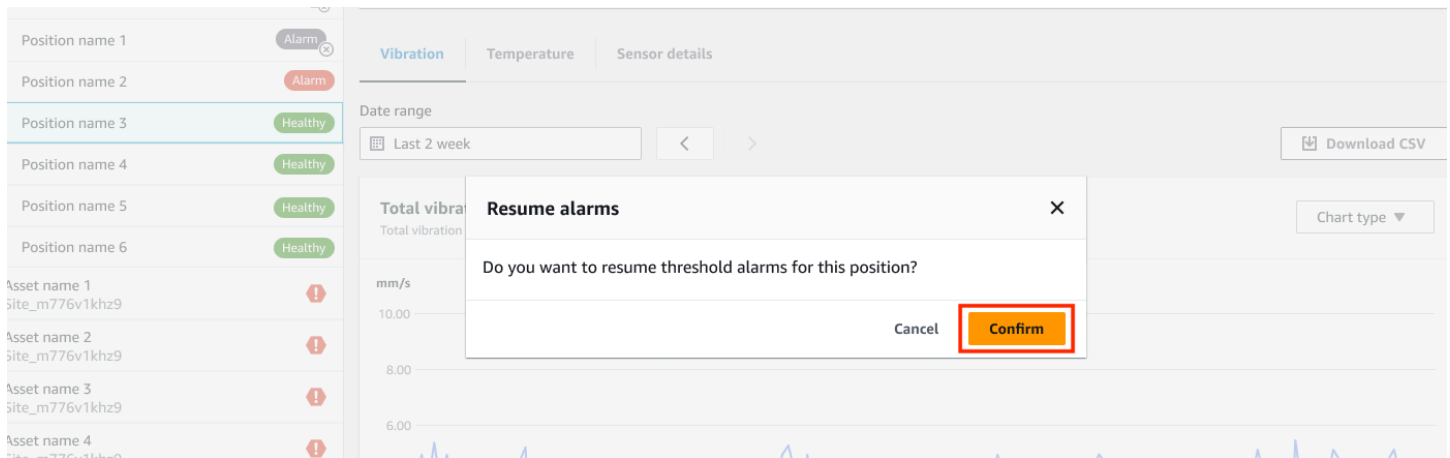 Position name 1 Alarm
Position name 2 Alarm
Position name 3 Healthy
Position name 4 Healthy
Position name 5 Healthy
Position name 6 Healthy
Asset name 1
Site_m776v1khz9
Asset name 2
Site_m776v1khz9
Asset name 3
Site_m776v1khz9
Asset name 4
Vibration Temperature Sensor details
Date range
Last 2 week
Download CSV
Total vibra
Total vibration
Chart type
Resume alarms
Do you want to resume threshold alarms for this position?
Cancel Confirm
mm/s
10.00
8.00
6.00